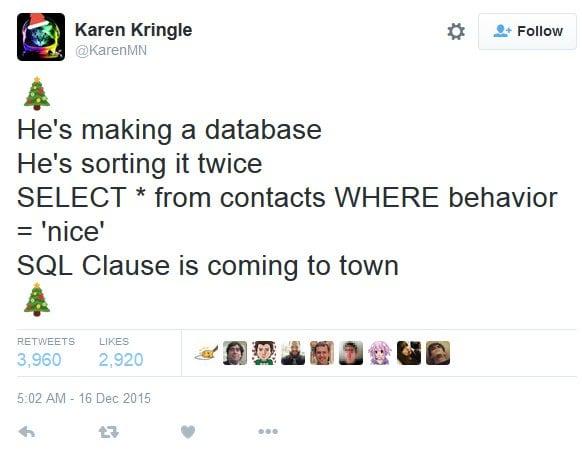 Karen Kringle
@KarenMN
Follow
🎄
He's making a database
He's sorting it twice
SELECT * from contacts WHERE behavior
= 'nice'
SQL Clause is coming to town
🎄
RETWEETS LIKES
3,960 2,920
5:02 AM - 16 Dec 2015